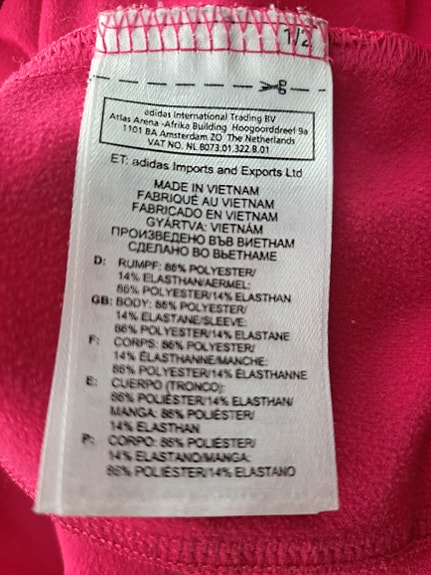 1/2
adidas International Trading BV
Atlas Arena -Afrika Building Hoogoorddreef 9a
1101 BA Amsterdam ZO The Netherlands
VAT NO. NL 8073.01.322.B.01
ET: adidas Imports and Exports Ltd
MADE IN VIETNAM
FABRIQUÉ AU VIETNAM
FABRICADO EN VIETNAM
GYÁRTVA: VIETNÁM
ПРОИЗВЕДЕНО ВЪВ ВИЕТНАМ
СДЕЛАНО ВО ВЬЕТНАМЕ
D: RUMPF: 86% POLYESTER/
14% ELASTHAN/AERMEL:
86% POLYESTER/14% ELASTHAN
GB: BODY: 86% POLYESTER/
14% ELASTANE/SLEEVE:
86% POLYESTER/14% ELASTANE
F: CORPS: 86% POLYESTER/
14% ÉLASTHANNE/MANCHE:
86% POLYESTER/14% ÉLASTHANNE
E: CUERPO (TRONCO):
86% POLIÉSTER/14% ELASTHAN/
MANGA: 86% POLIÉSTER/
14% ELASTHAN
P: CORPO: 86% POLIÉSTER/
14% ELASTANO/MANGA:
86% POLIÉSTER/14% ELASTANO